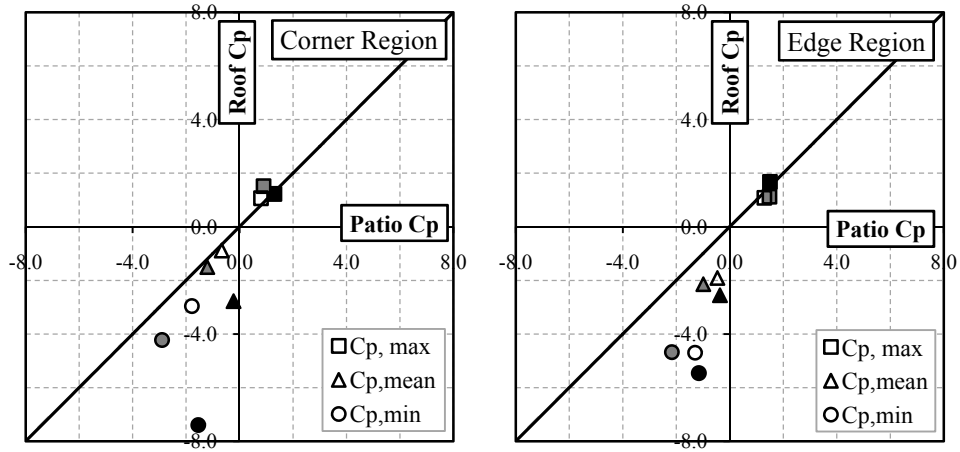 8.0
Roof Cp
Corner Region
4.0
0.0
Patio Cp
-8.0
-4.0
0.0
4.0
8.0
-4.0
Cp, max
Cp,mean
Cp,min
-8.0
8.0
Roof Cp
Edge Region
4.0
0.0
Patio Cp
-8.0
-4.0
0.0
4.0
8.0
-4.0
Cp, max
Cp,mean
Cp,min
-8.0